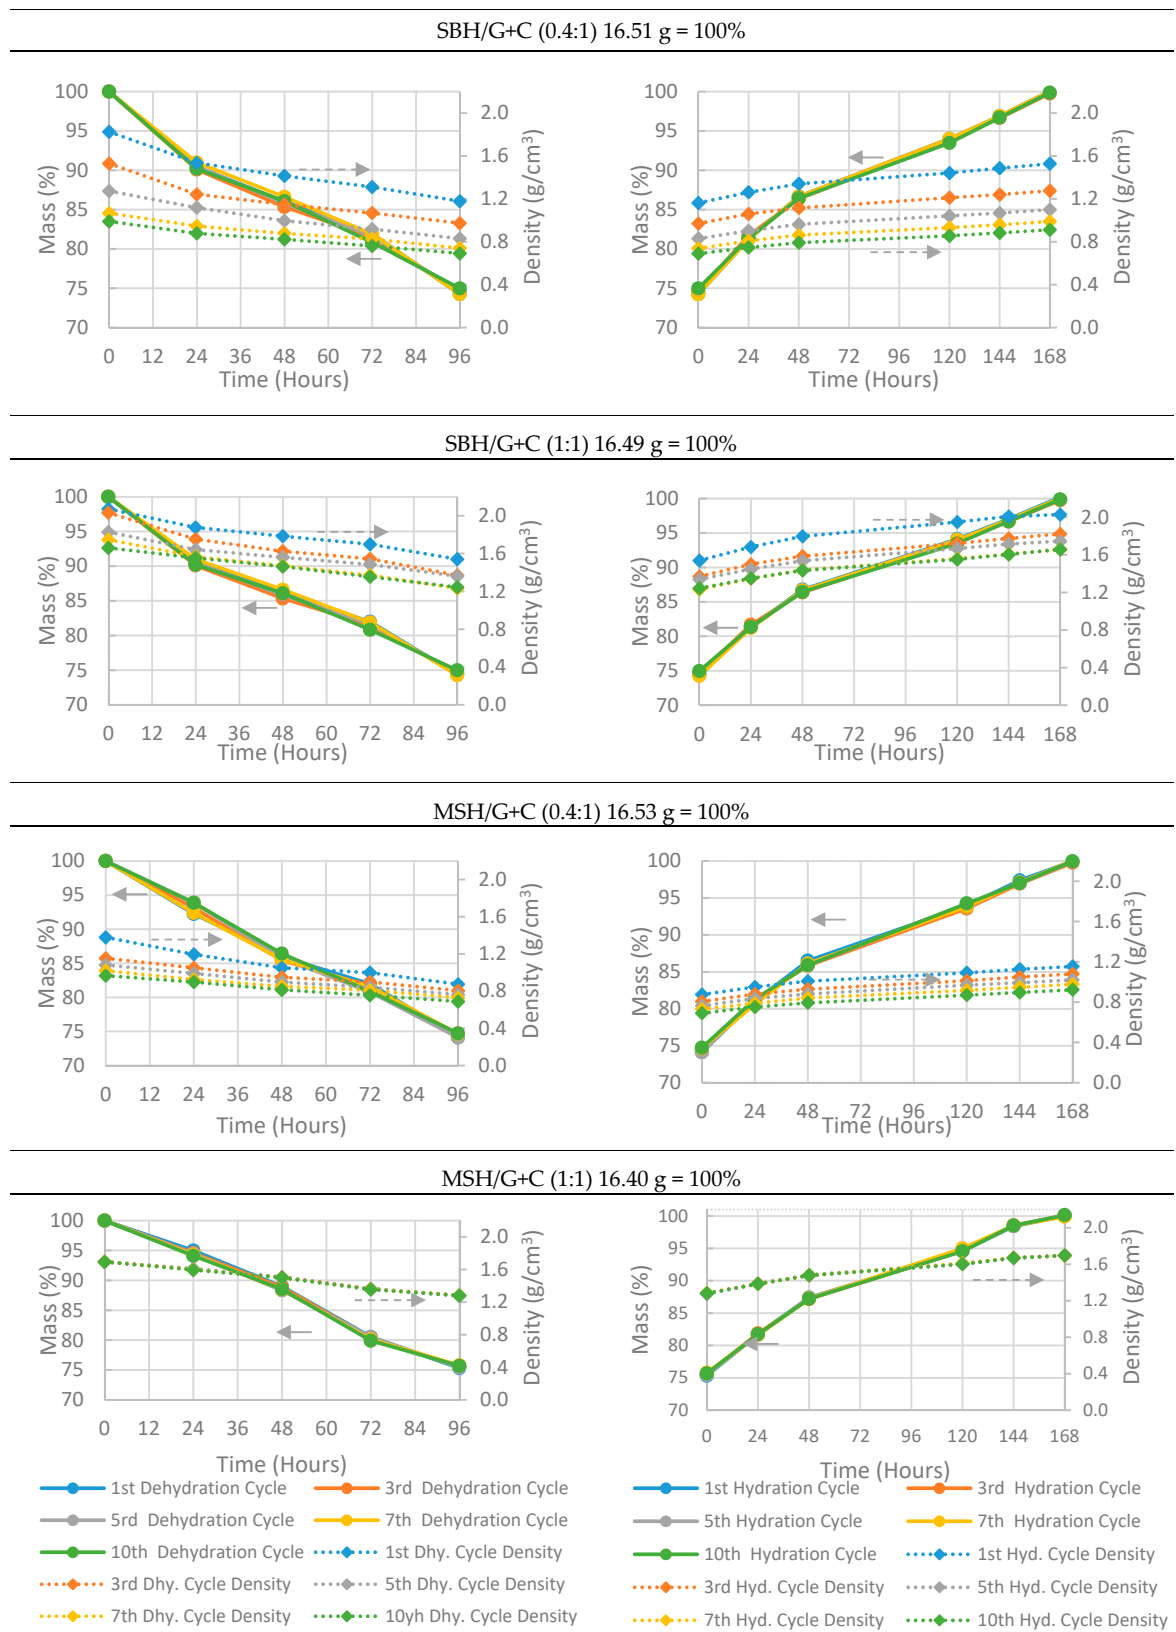 SBH/G+C (0.4:1) 16.51 g = 100%
100
95
90
85
80
75
70
Mass (%)
2.0
1.6
1.2
0.8
0.4
0.0
Density (g/cm³)
0 12 24 36 48 60 72 84 96
Time (Hours)
100
95
90
85
80
75
70
Mass (%)
2.0
1.6
1.2
0.8
0.4
0.0
Density (g/cm³)
0 24 48 72 96 120 144 168
Time (Hours)
SBH/G+C (1:1) 16.49 g = 100%
100
95
90
85
80
75
70
Mass (%)
2.0
1.6
1.2
0.8
0.4
0.0
Density (g/cm³)
0 12 24 36 48 60 72 84 96
Time (Hours)
100
95
90
85
80
75
70
Mass (%)
2.0
1.6
1.2
0.8
0.4
0.0
Density (g/cm³)
0 24 48 72 96 120 144 168
Time (Hours)
MSH/G+C (0.4:1) 16.53 g = 100%
100
95
90
85
80
75
70
Mass (%)
2.0
1.6
1.2
0.8
0.4
0.0
Density (g/cm³)
0 12 24 36 48 60 72 84 96
Time (Hours)
100
95
90
85
80
75
70
Mass (%)
2.0
1.6
1.2
0.8
0.4
0.0
Density (g/cm³)
0 24 48 72 96 120 144 168
Time (Hours)
MSH/G+C (1:1) 16.40 g = 100%
100
95
90
85
80
75
70
Mass (%)
2.0
1.6
1.2
0.8
0.4
0.0
Density (g/cm³)
0 12 24 36 48 60 72 84 96
Time (Hours)
100
95
90
85
80
75
70
Mass (%)
2.0
1.6
1.2
0.8
0.4
0.0
Density (g/cm³)
0 24 48 72 96 120 144 168
Time (Hours)
1st Dehydration Cycle 3rd Dehydration Cycle
5rd Dehydration Cycle 7th Dehydration Cycle
10th Dehydration Cycle 1st Dhy. Cycle Density
3rd Dhy. Cycle Density 5th Dhy. Cycle Density
7th Dhy. Cycle Density 10yh Dhy. Cycle Density
1st Hydration Cycle 3rd Hydration Cycle
5th Hydration Cycle 7th Hydration Cycle
10th Hydration Cycle 1st Hyd. Cycle Density
3rd Hyd. Cycle Density 5th Hyd. Cycle Density
7th Hyd. Cycle Density 10th Hyd. Cycle Density